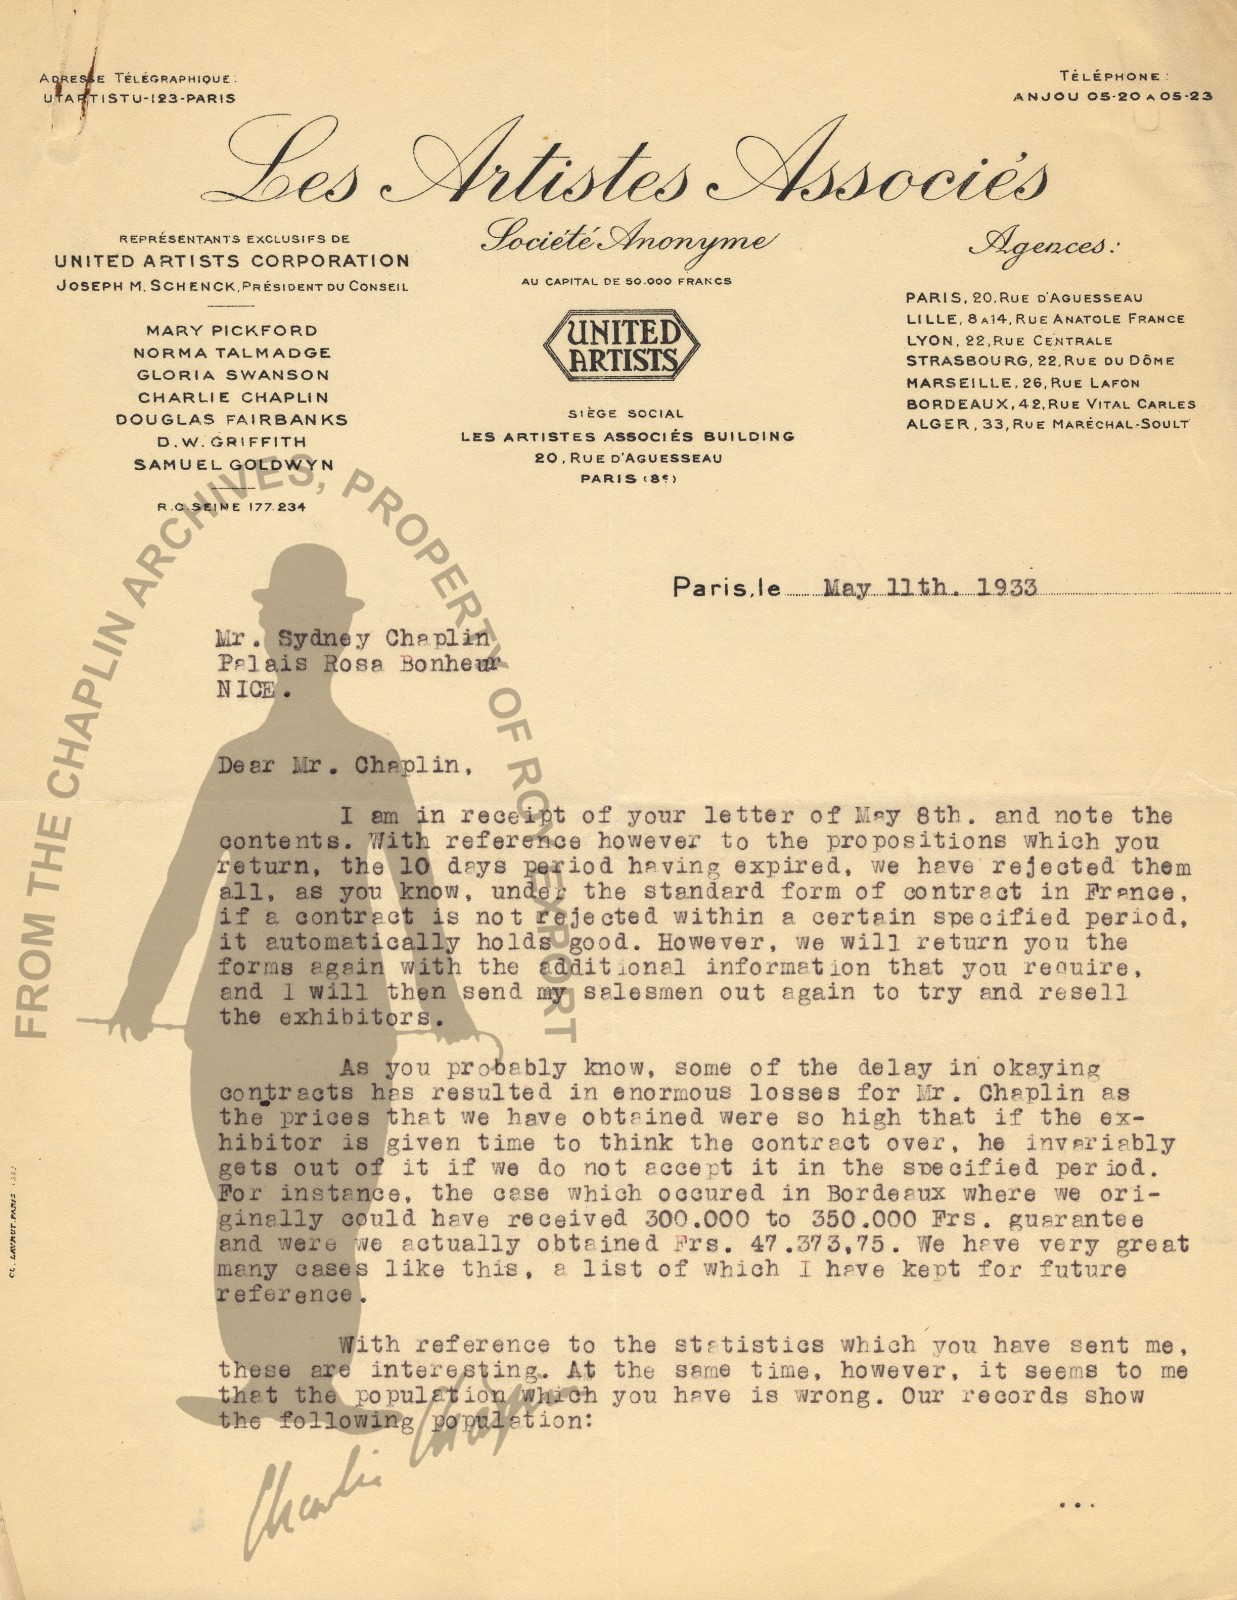 ADRESSE TÉLÉGRAPHIQUE:
UTARTISTU-123-PARIS
TÉLÉPHONE:
ANJOU 05-20 A 05-23
Les Artistes Associés
Société Anonyme
AU CAPITAL DE 50.000 FRANCS
REPRÉSENTANTS EXCLUSIFS DE
UNITED ARTISTS CORPORATION
JOSEPH M. SCHENCK, PRÉSIDENT DU CONSEIL
MARY PICKFORD
NORMA TALMADGE
GLORIA SWANSON
CHARLIE CHAPLIN
DOUGLAS FAIRBANKS
D.W. GRIFFITH
SAMUEL GOLDWYN
R.C. SEINE 177.234
UNITED
ARTISTS
SIÈGE SOCIAL
LES ARTISTES ASSOCIÉS BUILDING
20, RUE D'AGUESSEAU
PARIS (8e)
Agences:
PARIS, 20, RUE D'AGUESSEAU
LILLE, 8 A 14, RUE ANATOLE FRANCE
LYON, 22, RUE CENTRALE
STRASBOURG, 22, RUE DU DÔME
MARSEILLE, 26, RUE LAFON
BORDEAUX, 42, RUE VITAL CARLES
ALGER, 33, RUE MARÉCHAL-SOULT
FROM THE CHAPLIN ARCHIVES, PROPERTY OF ROY EXPORT
Paris, le May 11th. 1933
Mr. Sydney Chaplin
Palais Rosa Bonheur
NICE.
Dear Mr. Chaplin,
I am in receipt of your letter of May 8th. and note the
contents. With reference however to the propositions which you
return, the 10 days period having expired, we have rejected them
all, as you know, under the standard form of contract in France,
if a contract is not rejected within a certain specified period,
it automatically holds good. However, we will return you the
forms again with the additional information that you require,
and I will then send my salesmen out again to try and resell
the exhibitors.
As you probably know, some of the delay in okaying
contracts has resulted in enormous losses for Mr. Chaplin as
the prices that we have obtained were so high that if the ex-
hibitor is given time to think the contract over, he invariably
gets out of it if we do not accept it in the specified period.
For instance, the case which occured in Bordeaux where we ori-
ginally could have received 300.000 to 350.000 Frs. guarantee
and were we actually obtained Frs. 47.373,75. We have very great
many cases like this, a list of which I have kept for future
reference.
With reference to the statistics which you have sent me,
these are interesting. At the same time, however, it seems to me
that the population which you have is wrong. Our records show
the following population:
...
Charlie Chaplin